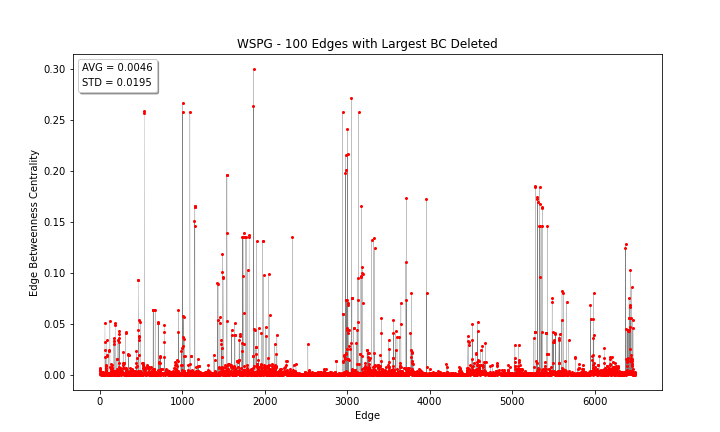 WSPG - 100 Edges with Largest BC Deleted
AVG = 0.0046
STD = 0.0195
Edge Betweenness Centrality
0.30
0.25
0.20
0.15
0.10
0.05
0.00
0 1000 2000 3000 4000 5000 6000
Edge